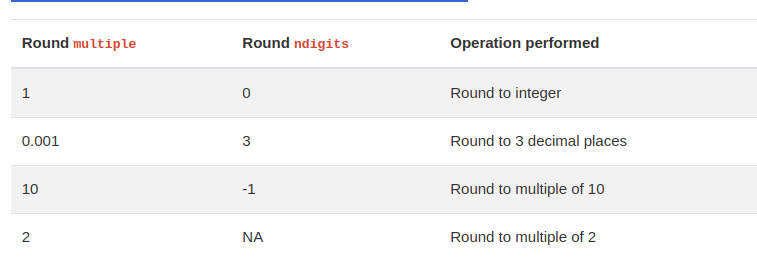 Round multiple Round ndigits Operation performed
1 0 Round to integer
0.001 3 Round to 3 decimal places
10 -1 Round to multiple of 10
2 NA Round to multiple of 2